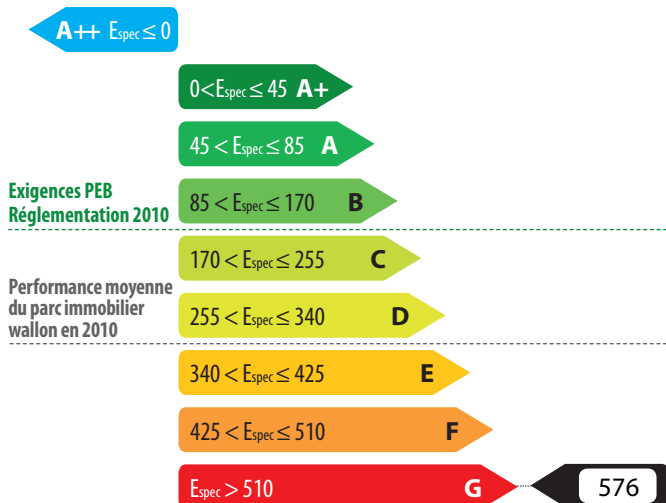 A++ Espec ≤ 0
0<Espec ≤ 45 A+
45 < Espec ≤ 85 A
Exigences PEB
Réglementation 2010
85 < Espec ≤ 170 B
170 < Espec ≤ 255 C
Performance moyenne
du parc immobilier
wallon en 2010
255 < Espec ≤ 340 D
340 < Espec ≤ 425 E
425 < Espec ≤ 510 F
Espec > 510 G
576